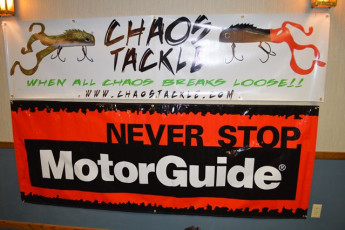 CHAOS
TACKLE
WHEN ALL CHAOS BREAKS LOOSE!!
.WWW.CHAOSTACKLE.COM.
NEVER STOP
MotorGuide®